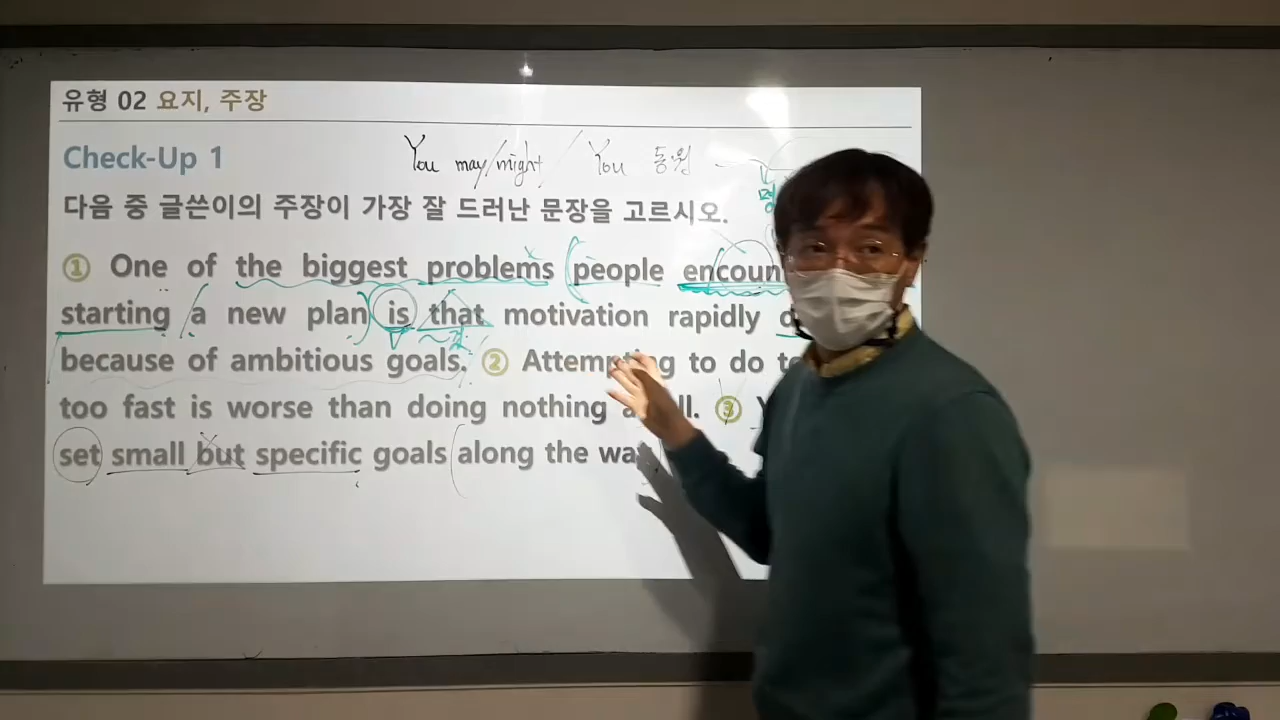 유형 02 요지, 주장
Check-Up 1
You may/might / You 동원
다음 중 글쓴이의 주장이 가장 잘 드러난 문장을 고르시오.
① One of the biggest problems people encoun
starting a new plan is that motivation rapidly d
because of ambitious goals. ② Attempting to do to
too fast is worse than doing nothing all. ③ Y
set small but specific goals along the wa